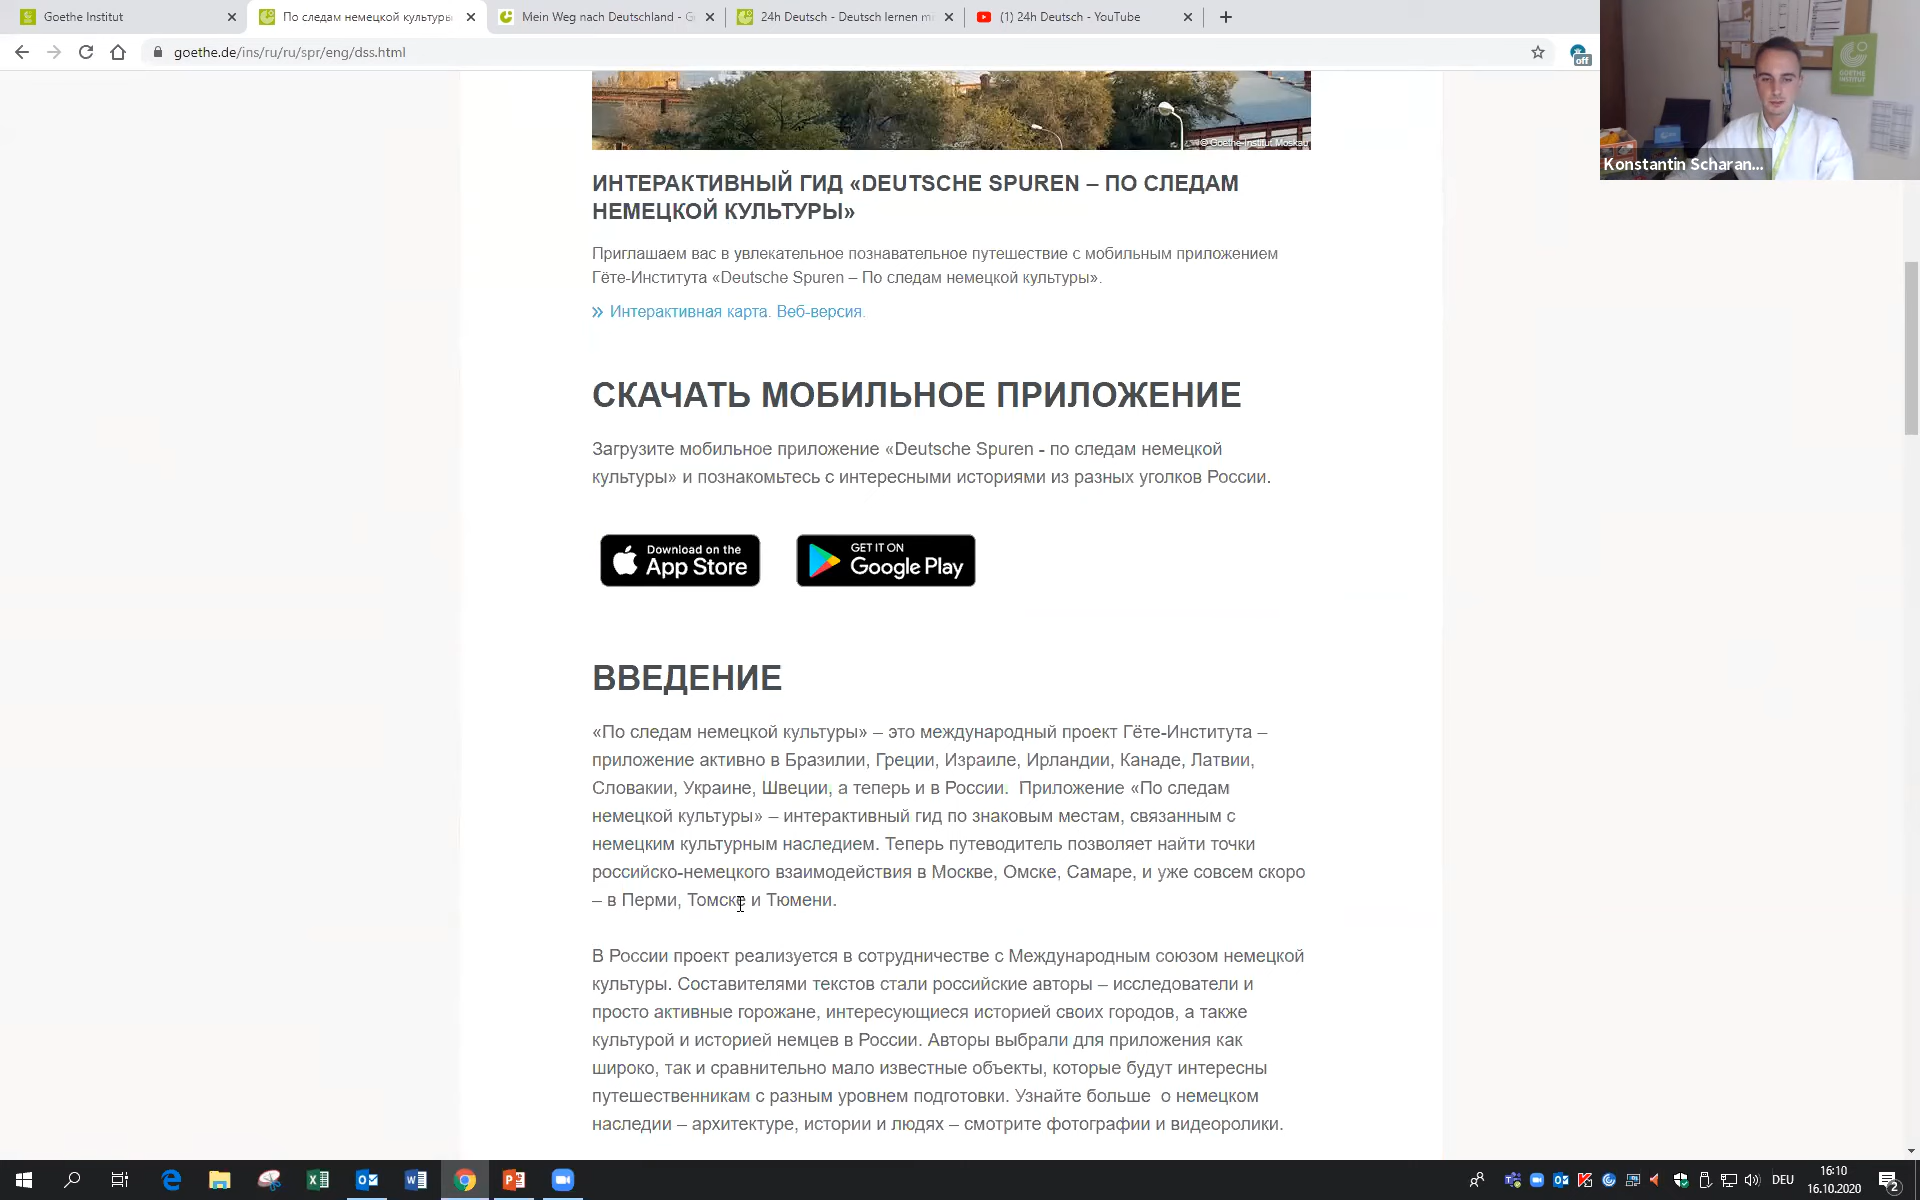 Goethe Institut
По следам немецкой культуры
Mein Weg nach Deutschland - G
24h Deutsch - Deutsch lernen mi
(1) 24h Deutsch - YouTube
goethe.de/ins/ru/ru/spr/eng/dss.html
off
GOETHE
INSTITUT
Konstantin Scharan...
© Goethe-Institut Moskau
ИНТЕРАКТИВНЫЙ ГИД «DEUTSCHE SPUREN – ПО СЛЕДАМ
НЕМЕЦКОЙ КУЛЬТУРЫ»
Приглашаем вас в увлекательное познавательное путешествие с мобильным приложением
Гёте-Института «Deutsche Spuren – По следам немецкой культуры».
Интерактивная карта. Веб-версия.
СКАЧАТЬ МОБИЛЬНОЕ ПРИЛОЖЕНИЕ
Загрузите мобильное приложение «Deutsche Spuren - по следам немецкой
культуры» и познакомьтесь с интересными историями из разных уголков России.
Download on the
App Store
GET IT ON
Google Play
ВВЕДЕНИЕ
«По следам немецкой культуры» – это международный проект Гёте-Института –
приложение активно в Бразилии, Греции, Израиле, Ирландии, Канаде, Латвии,
Словакии, Украине, Швеции, а теперь и в России. Приложение «По следам
немецкой культуры» – интерактивный гид по знаковым местам, связанным с
немецким культурным наследием. Теперь путеводитель позволяет найти точки
российско-немецкого взаимодействия в Москве, Омске, Самаре, и уже совсем скоро
– в Перми, Томске и Тюмени.
В России проект реализуется в сотрудничестве с Международным союзом немецкой
культуры. Составителями текстов стали российские авторы – исследователи и
просто активные горожане, интересующиеся историей своих городов, а также
культурой и историей немцев в России. Авторы выбрали для приложения как
широко, так и сравнительно мало известные объекты, которые будут интересны
путешественникам с разным уровнем подготовки. Узнайте больше о немецком
наследии – архитектуре, истории и людях – смотрите фотографии и видеоролики.
DEU
16:10
16.10.2020
2